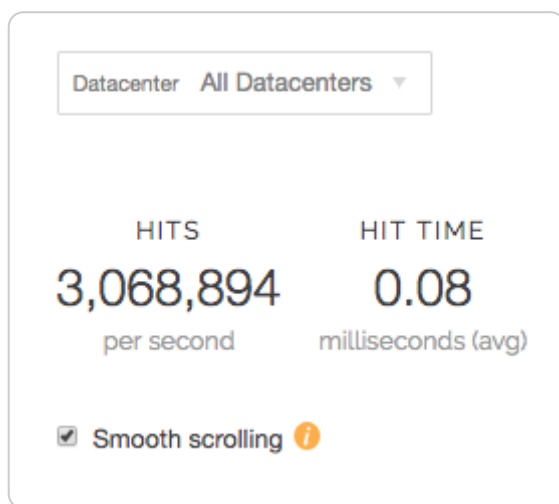 Datacenter All Datacenters
HITS HIT TIME
3,068,894 0.08
per second milliseconds (avg)
Smooth scrolling i